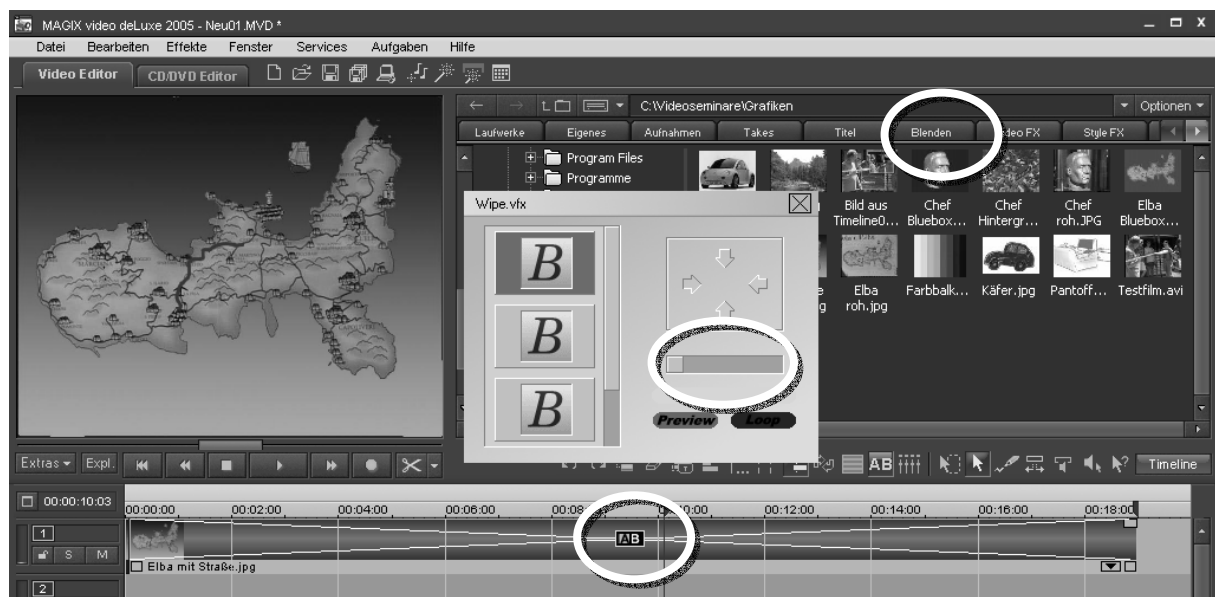 MAGIX video deLuxe 2005 - Neu01.MVD *
Datei Bearbeiten Effekte Fenster Services Aufgaben Hilfe
Video Editor CD/DVD Editor
C:\Videoseminare\Grafiken Optionen
Laufwerke Eigenes Aufnahmen Takes Titel Blenden Video FX Style FX
Program Files
Programme
Wipe.vfx
Bild aus Timeline0...
Chef Bluebox...
Chef Hintergr...
Chef roh.JPG
Elba Bluebox...
B
B
B
Elba roh.jpg
Farbbalk...
Käfer.jpg
Pantoff...
Testfilm.avi
Preview Loop
Extras Expl.
AB
Timeline
00:00:10:03
00:00:00 00:02:00 00:04:00 00:06:00 00:12:00 00:14:00 00:16:00 00:18:00
1
AB
S M
Elba mit Straße.jpg
2